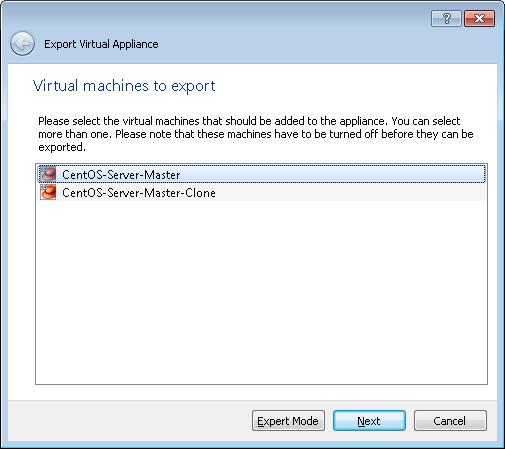 ?
Export Virtual Appliance
Virtual machines to export
Please select the virtual machines that should be added to the appliance. You can select
more than one. Please note that these machines have to be turned off before they can be
exported.
CentOS-Server-Master
CentOS-Server-Master-Clone
Expert Mode
Next
Cancel